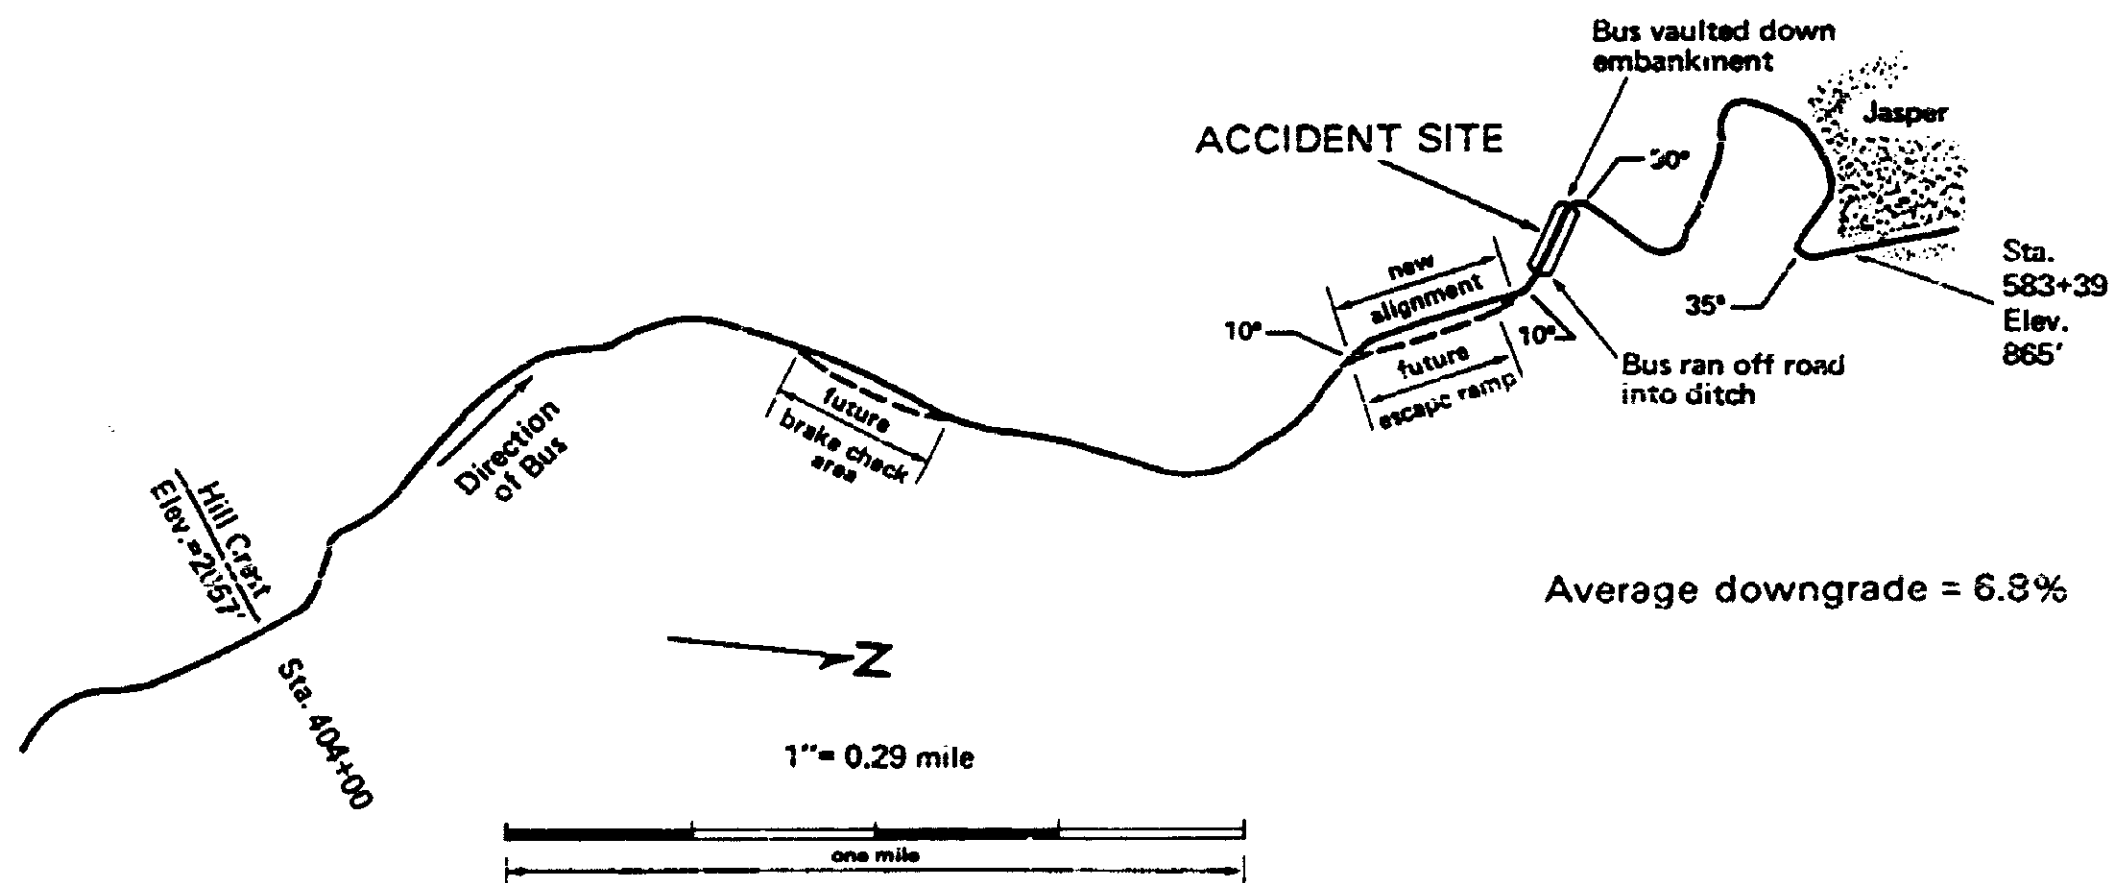 Bus vaulted down
embankment
Jasper
ACCIDENT SITE
new
alignment
10°
35°
Sta.
583+39
Elev.
865'
10°
future
escape ramp
Bus ran off road
into ditch
future
brake check
area
Direction
of Bus
Hill Crest
Elev. =
Sta. 404+00
Average downgrade = 6.8%
N
1"= 0.29 mile
one mile